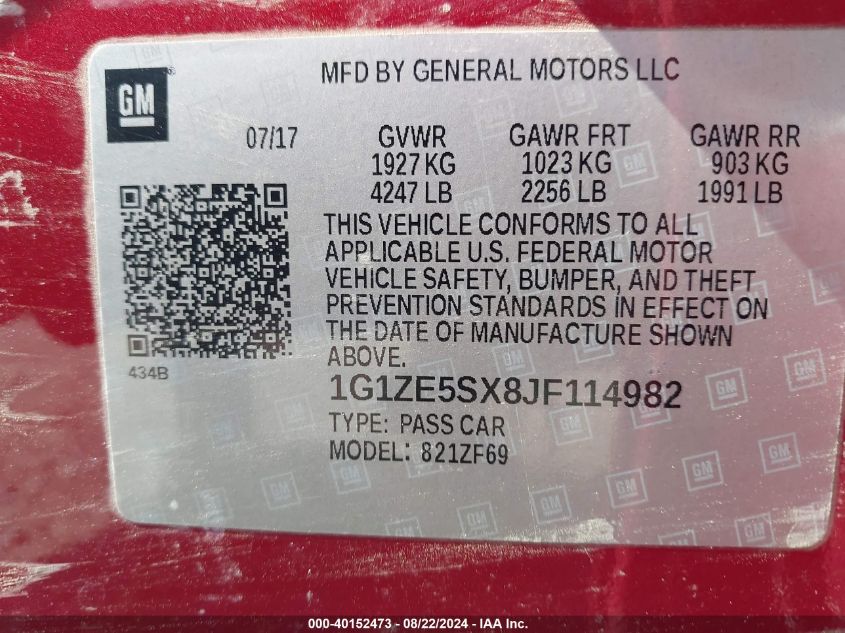 GM
MFD BY GENERAL MOTORS LLC
07/17 GVWR GAWR FRT GAWR RR
1927 KG 1023 KG 903 KG
4247 LB 2256 LB 1991 LB
THIS VEHICLE CONFORMS TO ALL
APPLICABLE U.S. FEDERAL MOTOR
VEHICLE SAFETY, BUMPER, AND THEFT
PREVENTION STANDARDS IN EFFECT ON
THE DATE OF MANUFACTURE SHOWN
ABOVE.
434B
1G1ZE5SX8JF114982
TYPE: PASS CAR
MODEL: 821ZF69
000-40152473 - 08/22/2024 - IAA Inc.